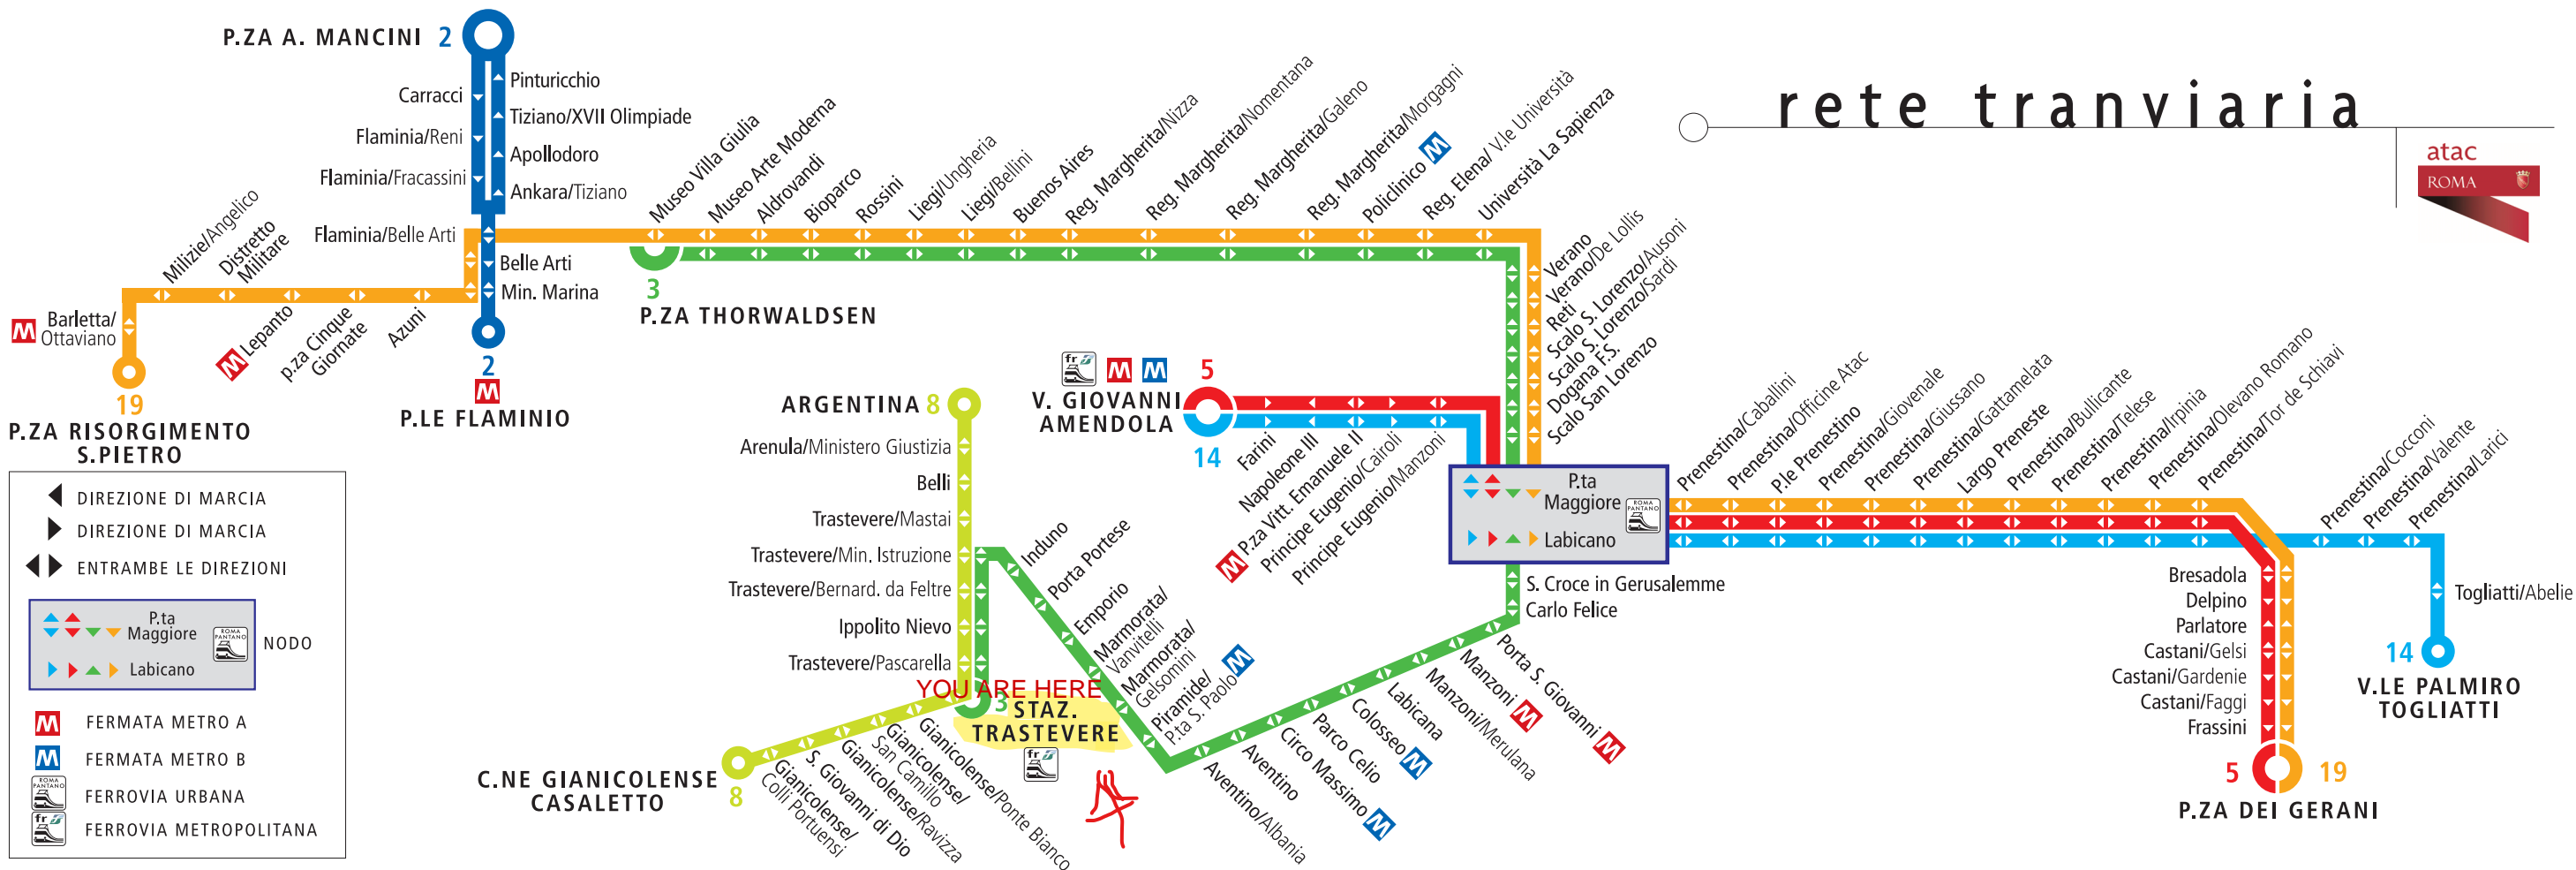 rete tranviaria
atac
ROMA
P.ZA A. MANCINI 2
Carracci
Flaminia/Reni
Flaminia/Fracassini
Flaminia/Belle Arti
Pinturicchio
Tiziano/XVII Olimpiade
Apollodoro
Ankara/Tiziano
Belle Arti
Min. Marina
2
M
P.LE FLAMINIO
Milizie/Angelico
Distretto
Militare
M Barletta/
Ottaviano
M Lepanto
p.za Cinque
Giornate
Azuni
19
P.ZA RISORGIMENTO
S.PIETRO
Museo Villa Giulia
Museo Arte Moderna
Aldrovandi
Bioparco
Rossini
Liegi/Ungheria
Liegi/Bellini
Buenos Aires
Reg. Margherita/Nizza
Reg. Margherita/Nomentana
Reg. Margherita/Galeno
Reg. Margherita/Morgagni
Policlinico M
Reg. Elena/ V.le Università
Università La Sapienza
3
P.ZA THORWALDSEN
Verano
Verano/De Lollis
Reti
Scalo S. Lorenzo/Ausoni
Scalo S. Lorenzo/Sardi
Dogana F.S.
Scalo San Lorenzo
fr M M 5
V. GIOVANNI
AMENDOLA
14
Farini
Napoleone III
M P.za Vitt. Emanuele II
Principe Eugenio/Cairoli
Principe Eugenio/Manzoni
P.ta
Maggiore
ROMA
PANTANO
Labicano
Prenestina/Caballini
Prenestina/Officine Atac
P.le Prenestino
Prenestina/Giovenale
Prenestina/Giussano
Prenestina/Gattamelata
Largo Preneste
Prenestina/Bullicante
Prenestina/Telese
Prenestina/Irpinia
Prenestina/Olevano Romano
Prenestina/Tor de Schiavi
Prenestina/Cocconi
Prenestina/Valente
Prenestina/Larici
Togliatti/Abelie
14
V.LE PALMIRO
TOGLIATTI
Bresadola
Delpino
Parlatore
Castani/Gelsi
Castani/Gardenie
Castani/Faggi
Frassini
5 19
P.ZA DEI GERANI
ARGENTINA 8
Arenula/Ministero Giustizia
Belli
Trastevere/Mastai
Trastevere/Min. Istruzione
Trastevere/Bernard. da Feltre
Ippolito Nievo
Trastevere/Pascarella
YOU ARE HERE
3 STAZ.
TRASTEVERE
fr
Gianicolense/Ponte Bianco
Gianicolense/
San Camillo
Gianicolense/Ravizza
S. Giovanni di Dio
Gianicolense/
Colli Portuensi
C.NE GIANICOLENSE
CASALETTO
8
Induno
Porta Portese
Emporio
Marmorata/
Vanvitelli
Marmorata/
Gelsomini
Piramide/
P.ta S. Paolo M
Aventino/Albania
Aventino
Circo Massimo M
Parco Celio
Colosseo M
Labicana
Manzoni/Merulana
Manzoni M
Porta S. Giovanni M
Carlo Felice
S. Croce in Gerusalemme
DIREZIONE DI MARCIA
DIREZIONE DI MARCIA
ENTRAMBE LE DIREZIONI
P.ta
Maggiore
ROMA
PANTANO
Labicano
NODO
M FERMATA METRO A
M FERMATA METRO B
ROMA
PANTANO
FERROVIA URBANA
fr
FERROVIA METROPOLITANA